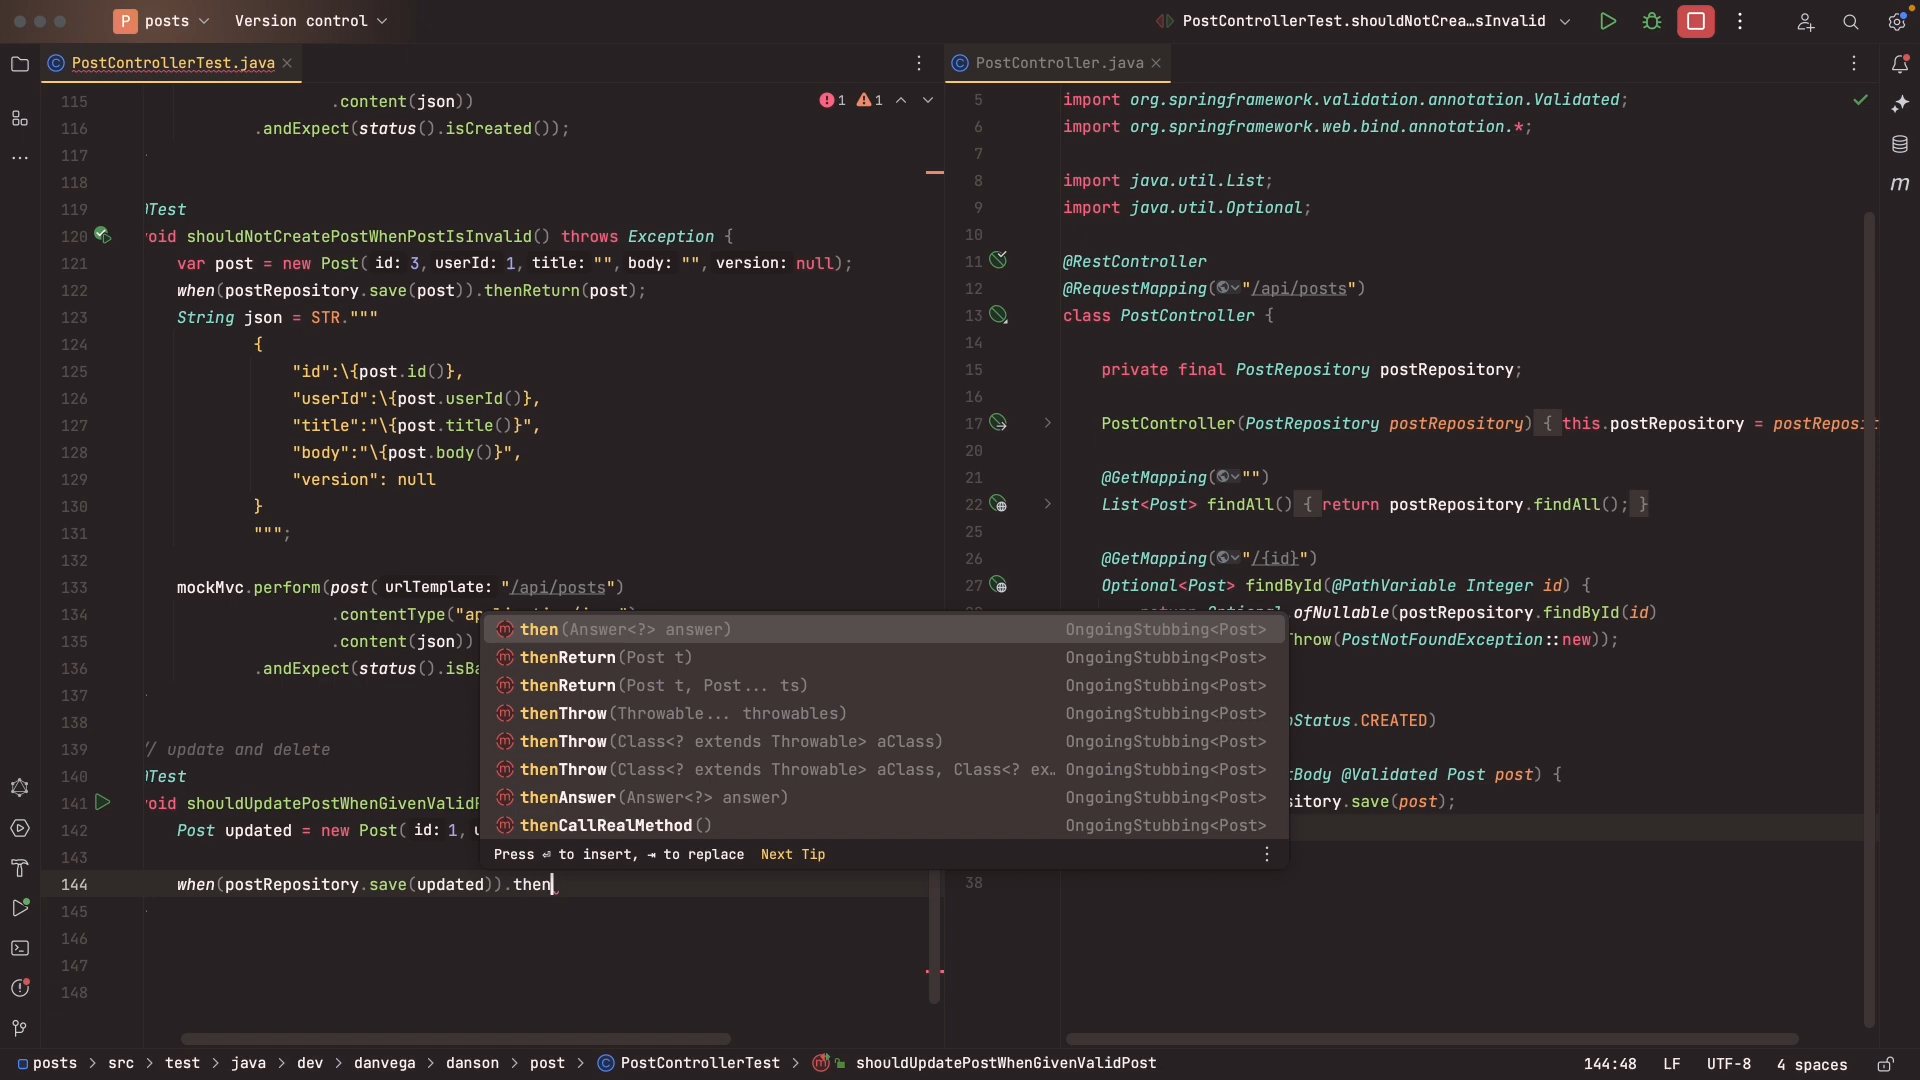 P posts Version control PostControllerTest.shouldNotCrea…sInvalid
PostControllerTest.java
115 .content(json))
116 .andExpect(status().isCreated());
117
118
119 @Test
120 void shouldNotCreatePostWhenPostIsInvalid() throws Exception {
121 var post = new Post( id: 3, userId: 1, title: "", body: "", version: null);
122 when(postRepository.save(post)).thenReturn(post);
123 String json = STR."""
124 {
125 "id":\{post.id()},
126 "userId":\{post.userId()},
127 "title":"\{post.title()}",
128 "body":"\{post.body()}",
129 "version": null
130 }
131 """;
132
133 mockMvc.perform(post( urlTemplate: "/api/posts")
134 .contentType("ap
135 .content(json))
136 .andExpect(status().isBa
137
138
139 // update and delete
140 @Test
141 void shouldUpdatePostWhenGivenValidP
142 Post updated = new Post( id: 1, u
143
144 when(postRepository.save(updated)).then
145
146
147
148
1 1
then(Answer<?> answer) OngoingStubbing<Post>
thenReturn(Post t) OngoingStubbing<Post>
thenReturn(Post t, Post... ts) OngoingStubbing<Post>
thenThrow(Throwable... throwables) OngoingStubbing<Post>
thenThrow(Class<? extends Throwable> aClass) OngoingStubbing<Post>
thenThrow(Class<? extends Throwable> aClass, Class<? ex… OngoingStubbing<Post>
thenAnswer(Answer<?> answer) OngoingStubbing<Post>
thenCallRealMethod() OngoingStubbing<Post>
Press ⏎ to insert, ⇥ to replace Next Tip
PostController.java
5 import org.springframework.validation.annotation.Validated;
6 import org.springframework.web.bind.annotation.*;
7
8 import java.util.List;
9 import java.util.Optional;
10
11 @RestController
12 @RequestMapping("/api/posts")
13 class PostController {
14
15 private final PostRepository postRepository;
16
17 PostController(PostRepository postRepository) { this.postRepository = postReposi
20
21 @GetMapping("")
22 List<Post> findAll() { return postRepository.findAll(); }
25
26 @GetMapping("/{id}")
27 Optional<Post> findById(@PathVariable Integer id) {
.ofNullable(postRepository.findById(id)
Throw(PostNotFoundException::new));
Status.CREATED)
tBody @Validated Post post) {
sitory.save(post);
38
posts > src > test > java > dev > danvega > danson > post > PostControllerTest > shouldUpdatePostWhenGivenValidPost
144:48 LF UTF-8 4 spaces